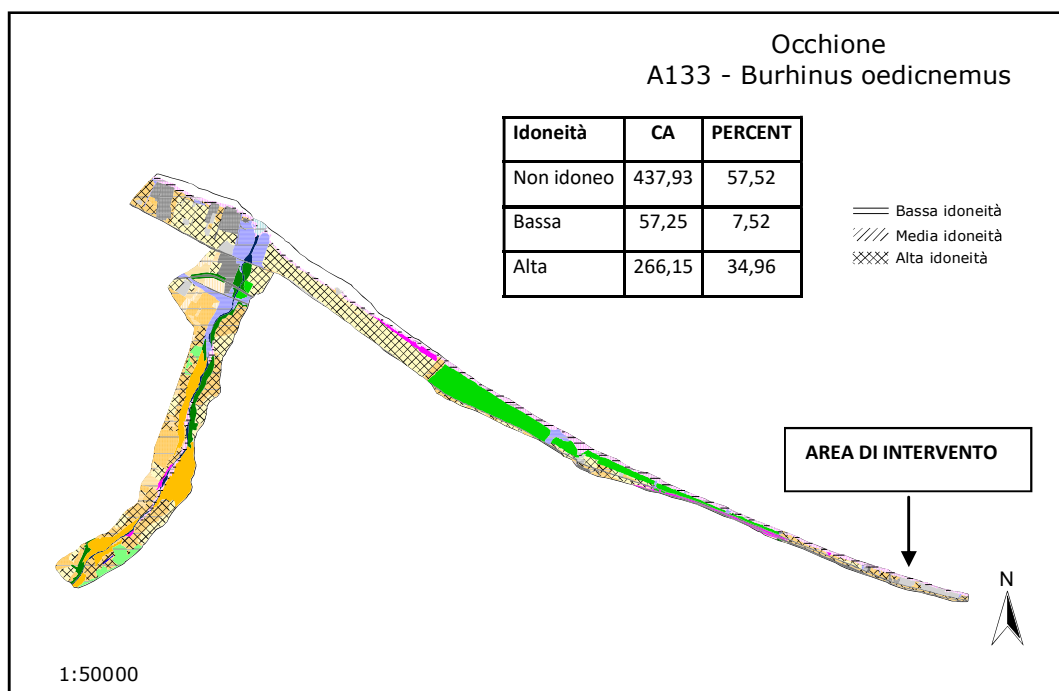 Occhione
A133 - Burhinus oedicnemus
Idoneità CA PERCENT
Non idoneo 437,93 57,52
Bassa 57,25 7,52
Alta 266,15 34,96
Bassa idoneità
Media idoneità
Alta idoneità
AREA DI INTERVENTO
N
1:50000